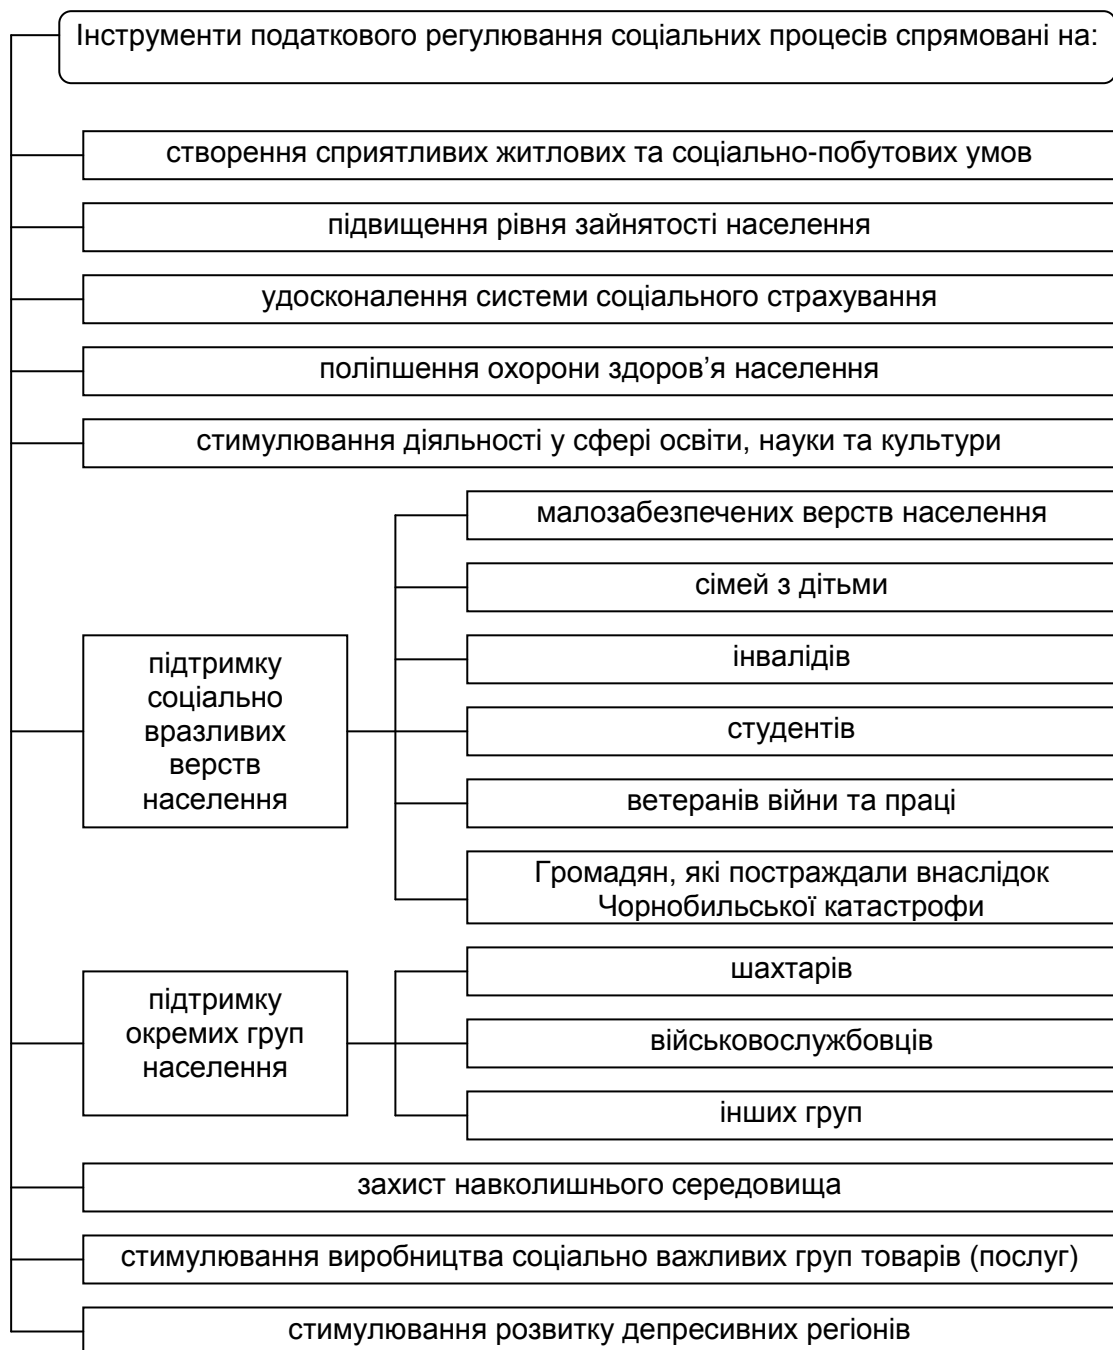 Інструменти податкового регулювання соціальних процесів спрямовані на:
створення сприятливих житлових та соціально-побутових умов
підвищення рівня зайнятості населення
удосконалення системи соціального страхування
поліпшення охорони здоров’я населення
стимулювання діяльності у сфері освіти, науки та культури
підтримку
соціально
вразливих
верств
населення
малозабезпечених верств населення
сімей з дітьми
інвалідів
студентів
ветеранів війни та праці
Громадян, які постраждали внаслідок
Чорнобильської катастрофи
підтримку
окремих груп
населення
шахтарів
військовослужбовців
інших груп
захист навколишнього середовища
стимулювання виробництва соціально важливих груп товарів (послуг)
стимулювання розвитку депресивних регіонів